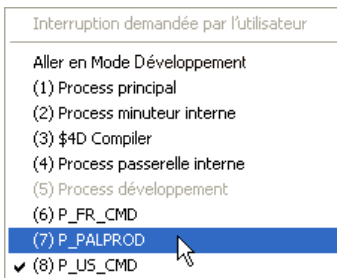 Interruption demandée par l'utilisateur
Aller en Mode Développement
(1) Process principal
(2) Process minuteur interne
(3) $4D Compiler
(4) Process passerelle interne
(5) Process développement
(6) P_FR_CMD
(7) P_PALPROD
✔ (8) P_US_CMD